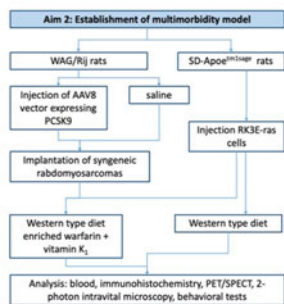 Aim 2: Establishment of multimorbidity model
WAG/Rij rats
SD-Apoe^tm1sage rats
Injection of AAV8
vector expressing
PCSK9
saline
Injection RK3E-ras
cells
Implantation of syngeneic
rabdomyosarcomas
Western type diet
enriched warfarin +
vitamin K₁
Western type diet
Analysis: blood, immunohistochemistry, PET/SPECT, 2-
photon intravital microscopy, behavioral tests